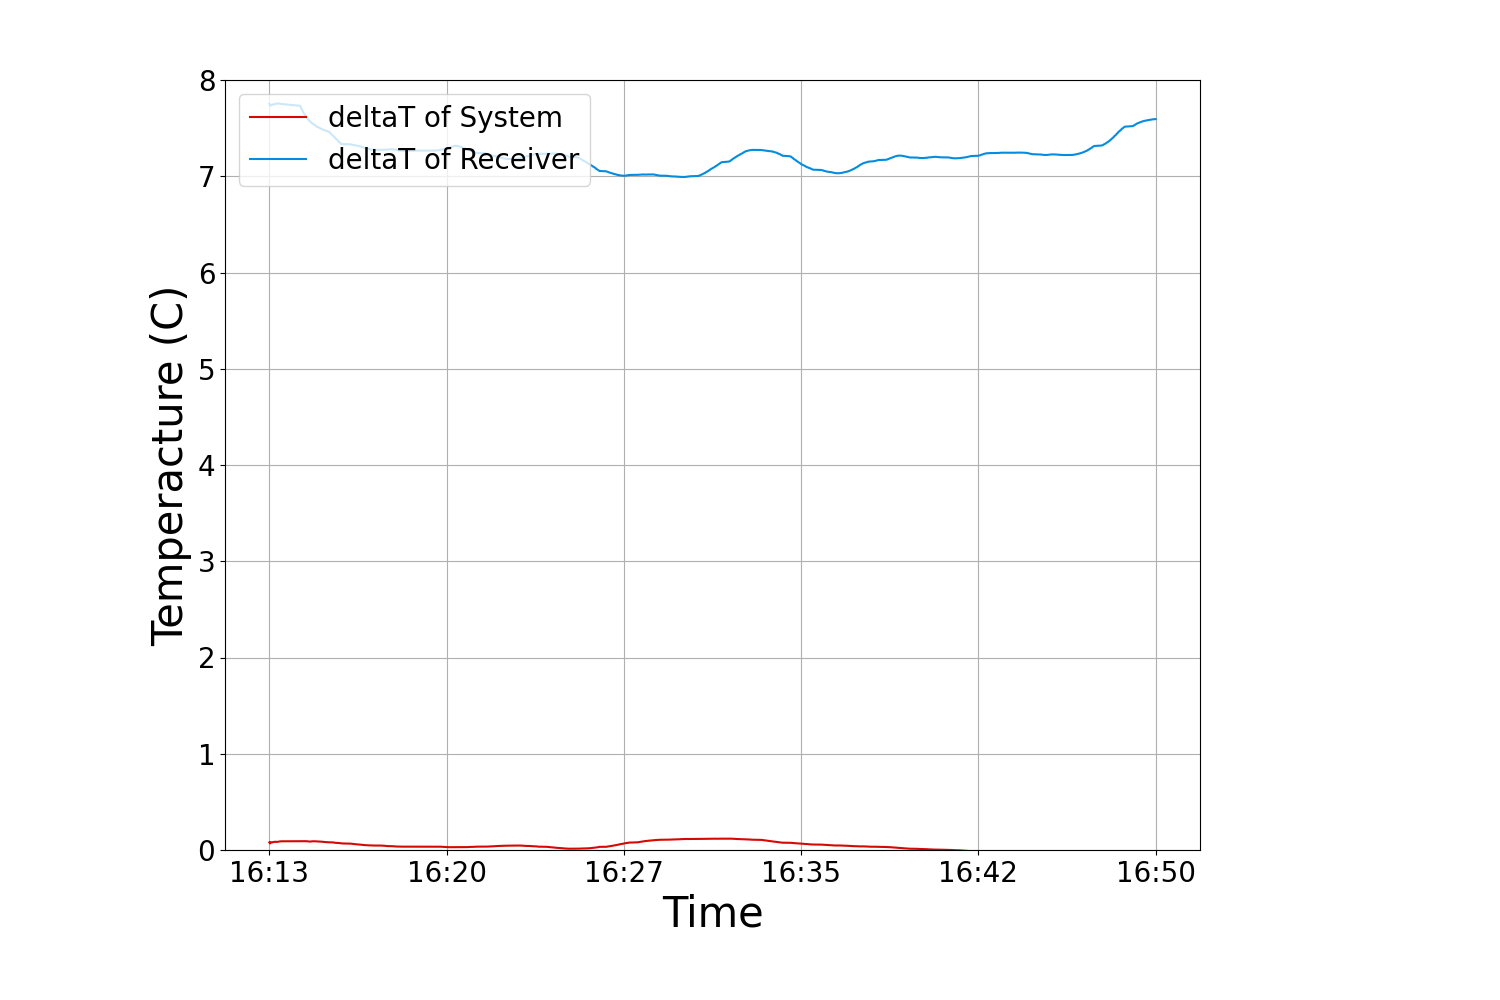 deltaT of System
deltaT of Receiver
Temperacture (C)
8
7
6
5
4
3
2
1
0
16:13 16:20 16:27 16:35 16:42 16:50
Time